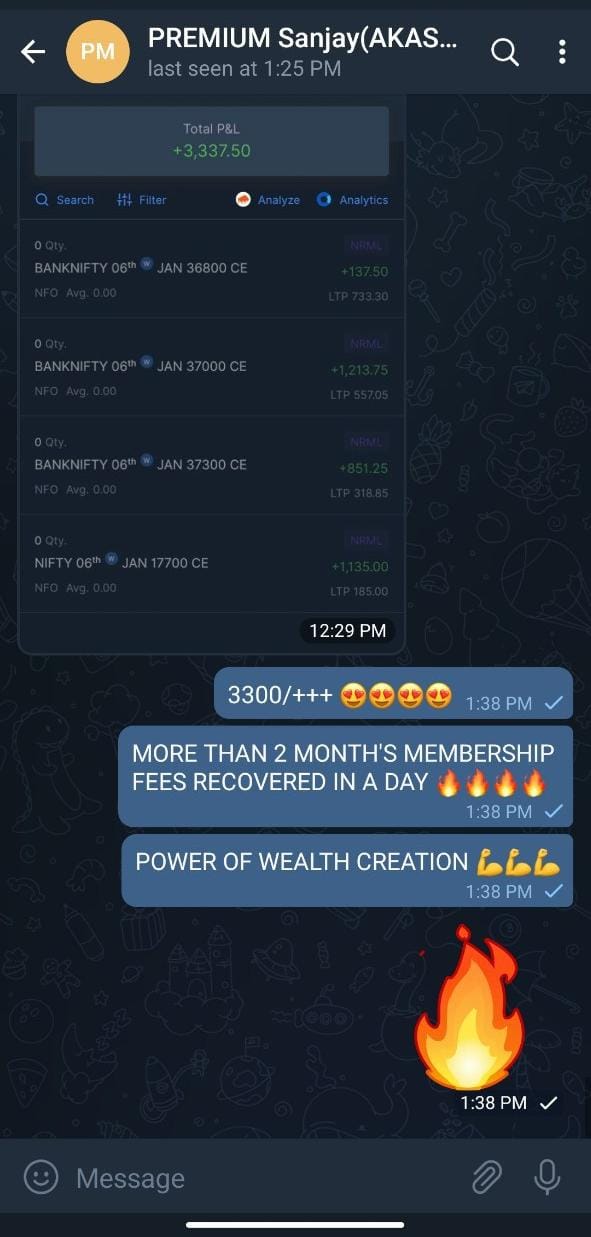 PM
PREMIUM Sanjay(AKAS...
last seen at 1:25 PM
Total P&L
+3,337.50
Search Filter Analyze Analytics
0 Qty. NRML
BANKNIFTY 06th W JAN 36800 CE +137.50
NFO Avg. 0.00 LTP 733.30
0 Qty. NRML
BANKNIFTY 06th W JAN 37000 CE +1,213.75
NFO Avg. 0.00 LTP 557.05
0 Qty. NRML
BANKNIFTY 06th W JAN 37300 CE +851.25
NFO Avg. 0.00 LTP 318.85
0 Qty. NRML
NIFTY 06th W JAN 17700 CE +1,135.00
NFO Avg. 0.00 LTP 185.00
12:29 PM
3300/+++ 😍😍😍😍 1:38 PM
MORE THAN 2 MONTH'S MEMBERSHIP
FEES RECOVERED IN A DAY 🔥🔥🔥🔥
1:38 PM
POWER OF WEALTH CREATION 💪💪💪
1:38 PM
1:38 PM
Message